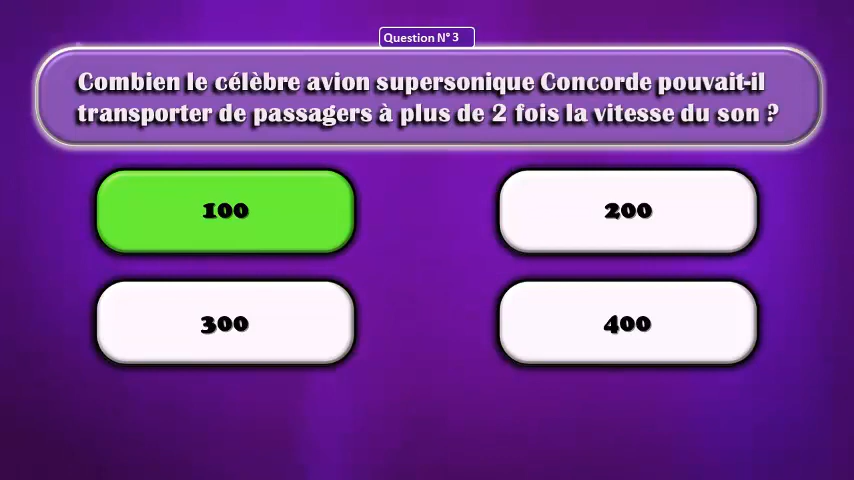 Question N° 3
Combien le célèbre avion supersonique Concorde pouvait-il
transporter de passagers à plus de 2 fois la vitesse du son ?
100
200
300
400